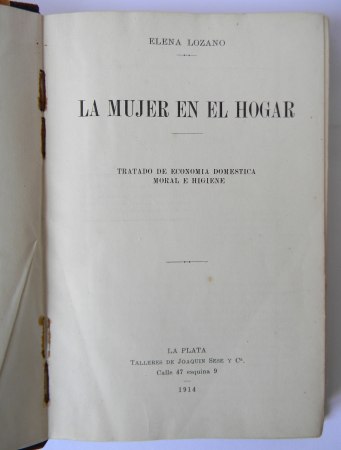 ELENA LOZANO
LA MUJER EN EL HOGAR
TRATADO DE ECONOMIA DOMESTICA
MORAL E HIGIENE
LA PLATA
TALLERES DE JOAQUIN SESE Y Cª.
Calle 47 esquina 9
1914